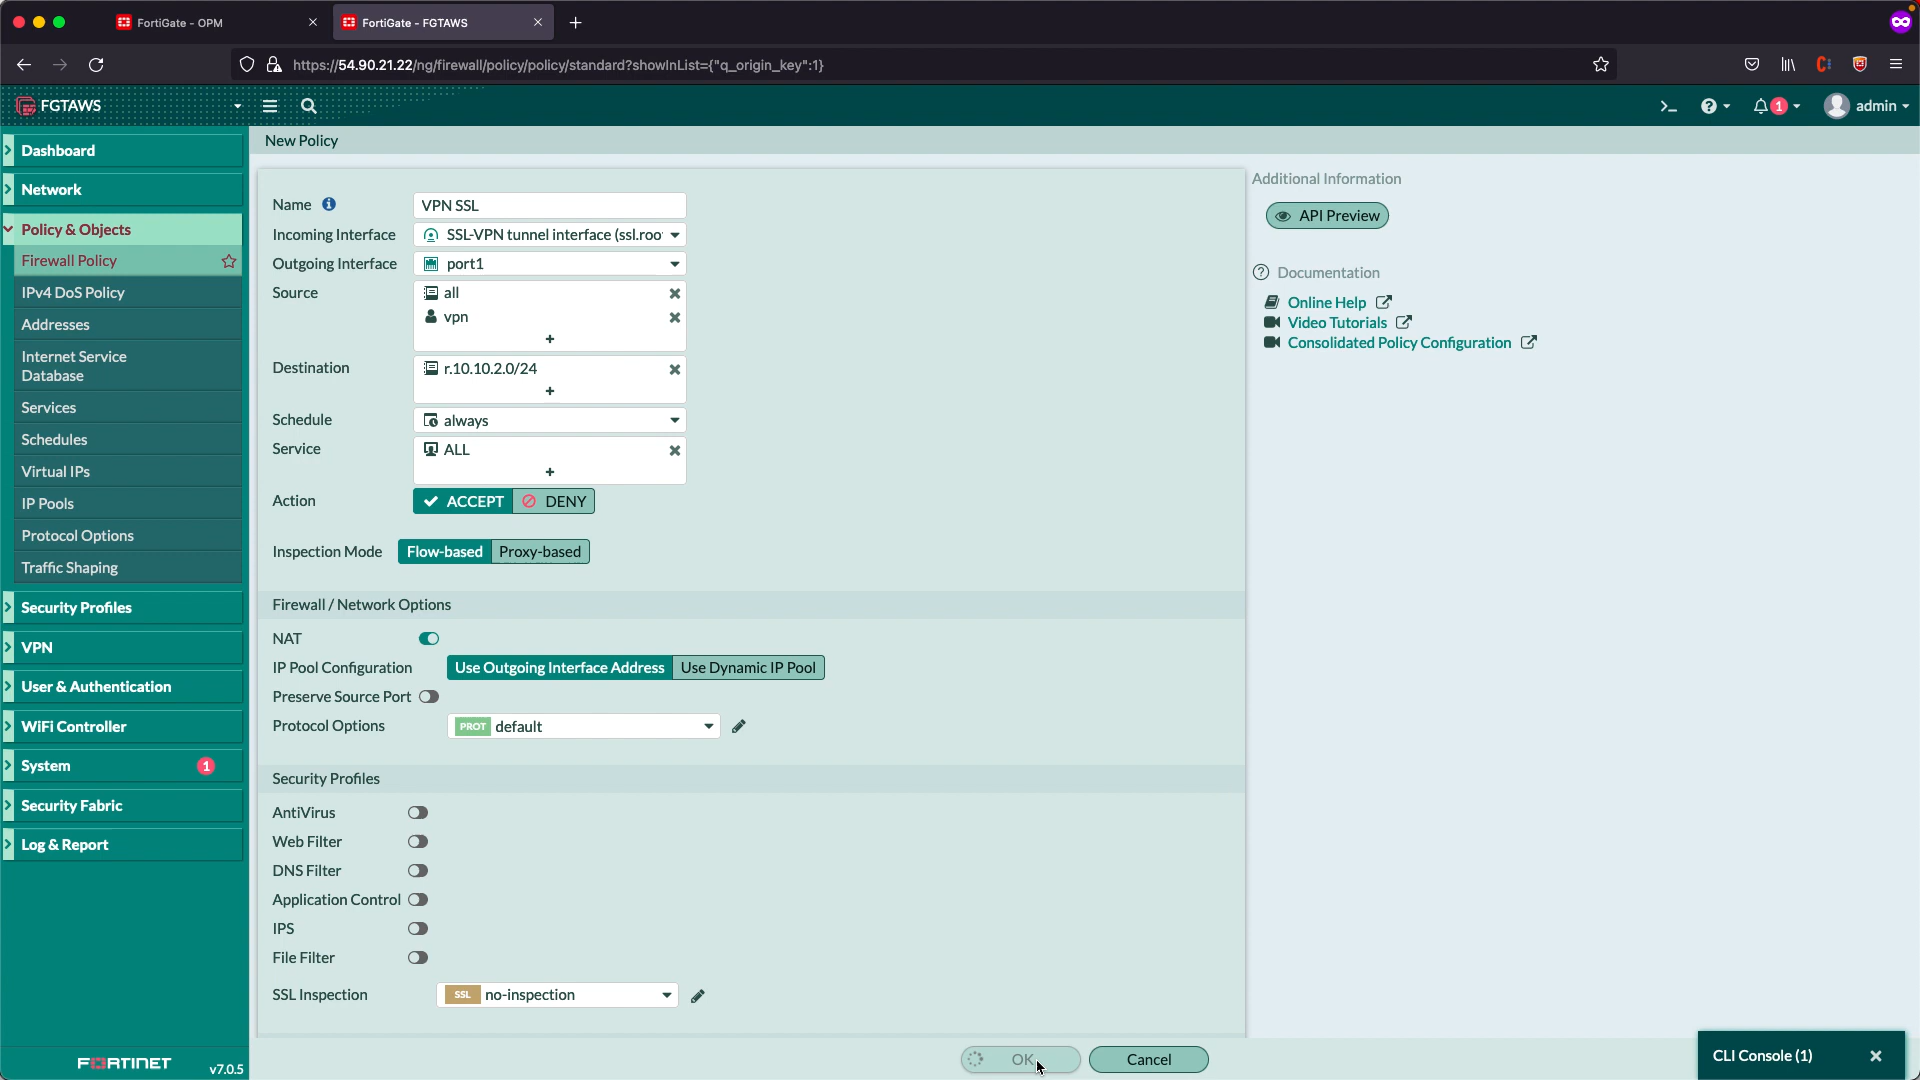 FortiGate - OPM
FortiGate - FGTAWS
https://54.90.21.22/ng/firewall/policy/policy/standard?showInList={"q_origin_key":1}
FGTAWS
1
admin
Dashboard
Network
Policy & Objects
Firewall Policy
IPv4 DoS Policy
Addresses
Internet Service
Database
Services
Schedules
Virtual IPs
IP Pools
Protocol Options
Traffic Shaping
Security Profiles
VPN
User & Authentication
WiFi Controller
System 1
Security Fabric
Log & Report
FORTINET v7.0.5
New Policy
Name VPN SSL
Incoming Interface SSL-VPN tunnel interface (ssl.roo
Outgoing Interface port1
Source all
vpn
Destination r.10.10.2.0/24
Schedule always
Service ALL
Action ACCEPT DENY
Inspection Mode Flow-based Proxy-based
Firewall / Network Options
NAT
IP Pool Configuration Use Outgoing Interface Address Use Dynamic IP Pool
Preserve Source Port
Protocol Options PROT default
Security Profiles
AntiVirus
Web Filter
DNS Filter
Application Control
IPS
File Filter
SSL Inspection SSL no-inspection
OK Cancel
Additional Information
API Preview
Documentation
Online Help
Video Tutorials
Consolidated Policy Configuration
CLI Console (1)